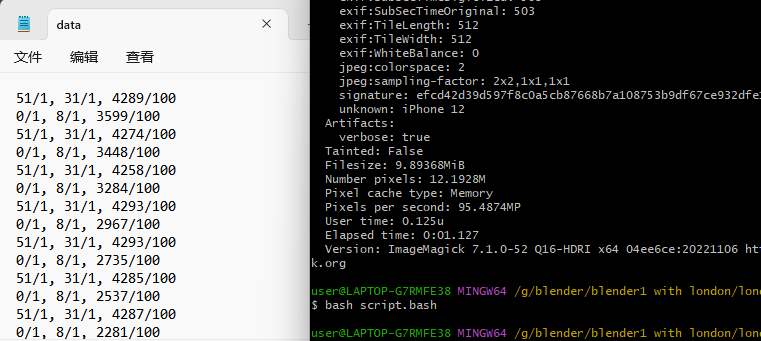 data
文件 编辑 查看
51/1, 31/1, 4289/100
0/1, 8/1, 3599/100
51/1, 31/1, 4274/100
0/1, 8/1, 3448/100
51/1, 31/1, 4258/100
0/1, 8/1, 3284/100
51/1, 31/1, 4293/100
0/1, 8/1, 2967/100
51/1, 31/1, 4293/100
0/1, 8/1, 2735/100
51/1, 31/1, 4285/100
0/1, 8/1, 2537/100
51/1, 31/1, 4287/100
0/1, 8/1, 2281/100
exif:SubSecTimeOriginal: 503
exif:TileLength: 512
exif:TileWidth: 512
exif:WhiteBalance: 0
jpeg:colorspace: 2
jpeg:sampling-factor: 2x2,1x1,1x1
signature: efcd42d39d597f8c0a5cb87668b7a108753b9df67ce932dfe
unknown: iPhone 12
Artifacts:
verbose: true
Tainted: False
Filesize: 9.89368MiB
Number pixels: 12.1928M
Pixel cache type: Memory
Pixels per second: 95.4874MP
User time: 0.125u
Elapsed time: 0:01.127
Version: ImageMagick 7.1.0-52 Q16-HDRI x64 04ee6ce:20221106 htt
k.org
user@LAPTOP-G7RMFE38 MINGW64 /g/blender/blender1 with london/lon
$ bash script.bash
user@LAPTOP-G7RMFE38 MINGW64 /g/blender/blender1 with london/lon